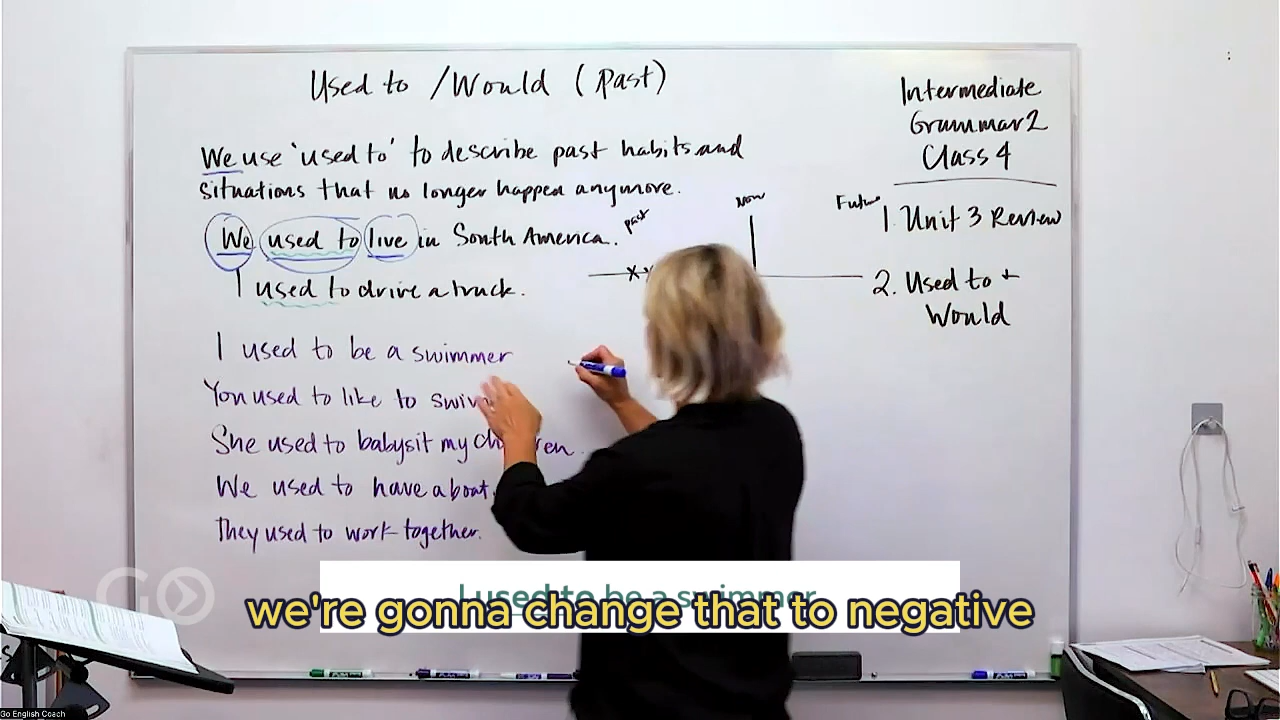 Used to /Would (Past)
We use 'used to' to describe past habits and
situations that no longer happen anymore.
We used to live in South America.
I used to drive a truck.
I used to be a swimmer
You used to like to swim
She used to babysit my children.
We used to have a boat.
They used to work together.
past
Now
Future
Intermediate
Grammar 2
Class 4
1. Unit 3 Review
2. Used to +
Would
GO
I used to be a swimmer
we're gonna change that to negative
Go English Coach